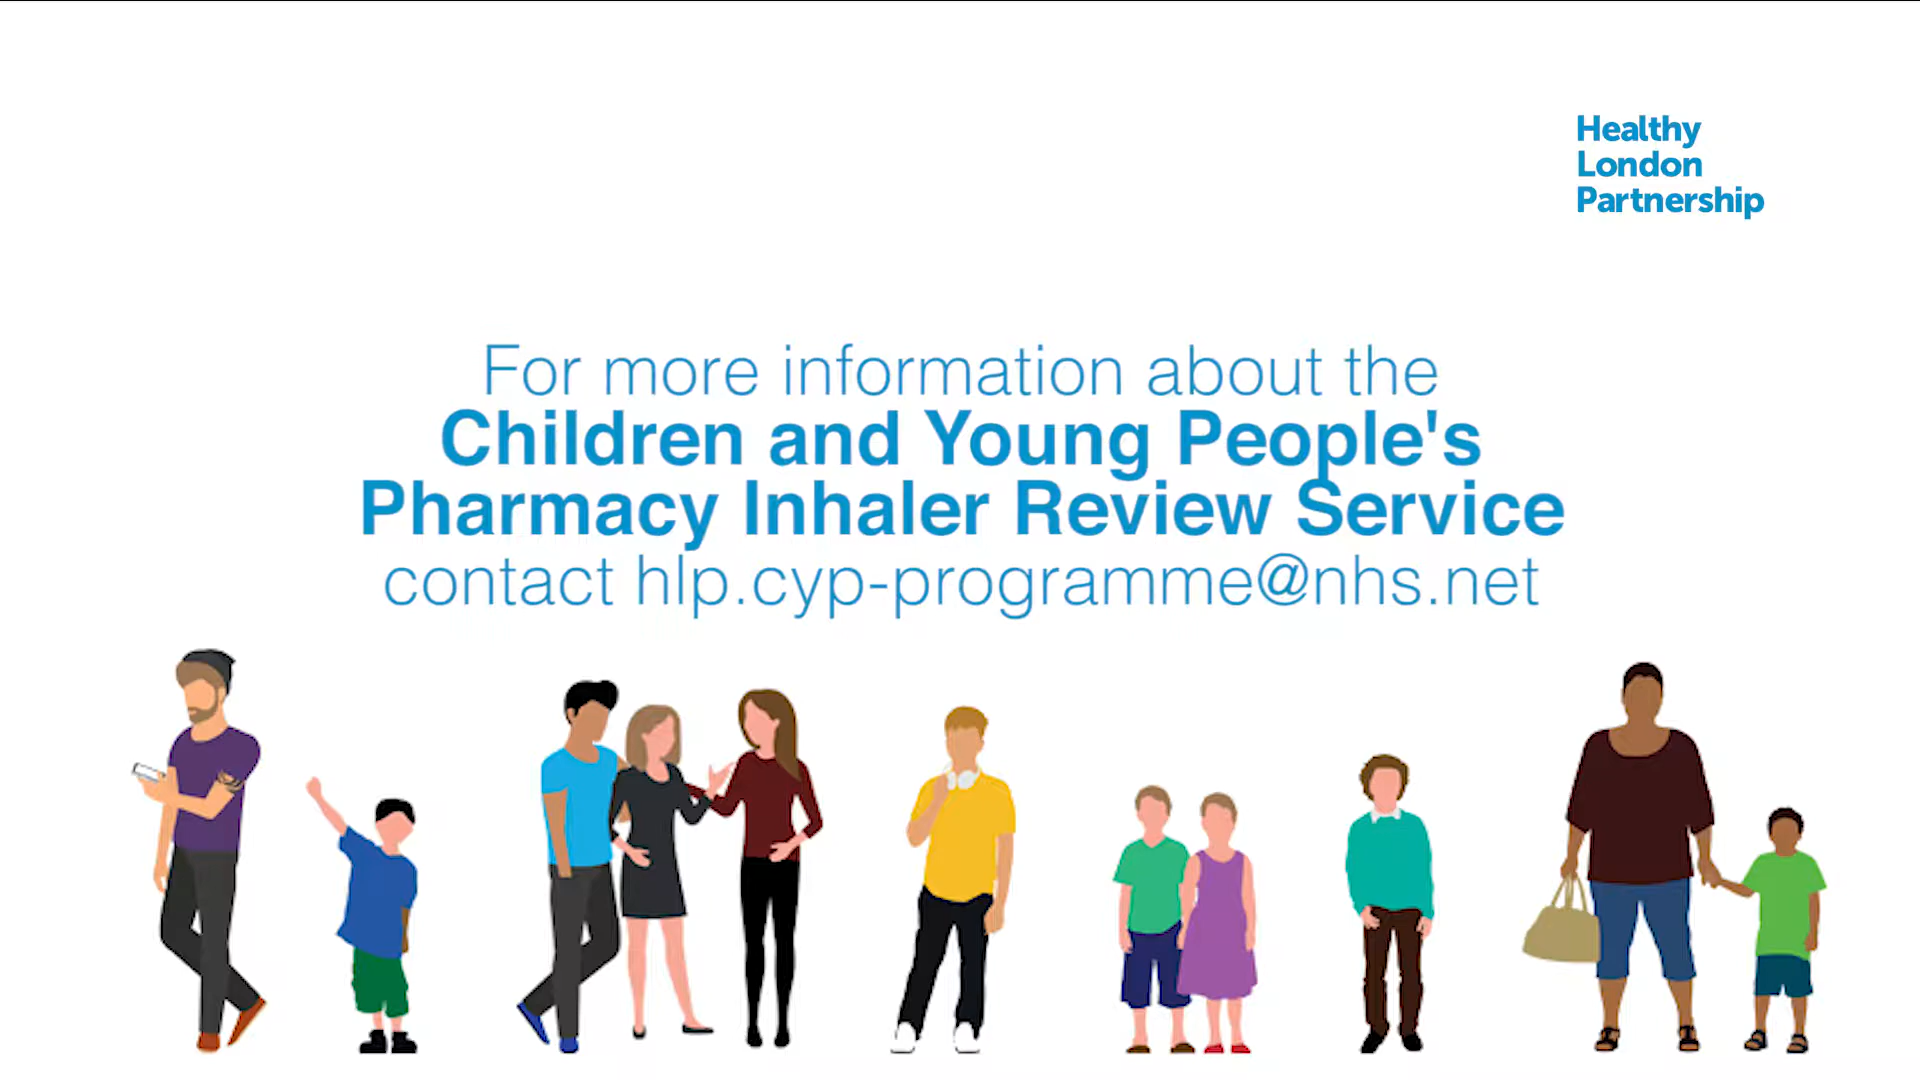 Healthy
London
Partnership
For more information about the
Children and Young People's
Pharmacy Inhaler Review Service
contact hlp.cyp-programme@nhs.net